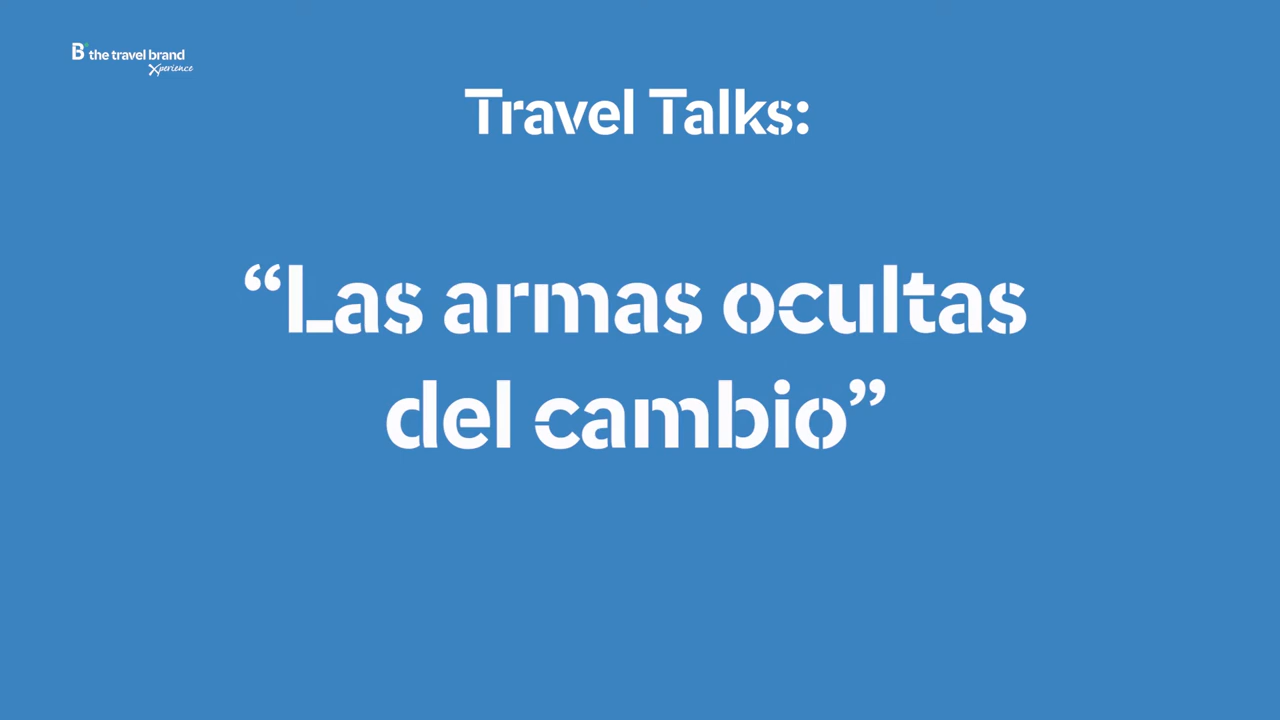 B the travel brand
Xperience
Travel Talks:
“Las armas ocultas
del cambio”